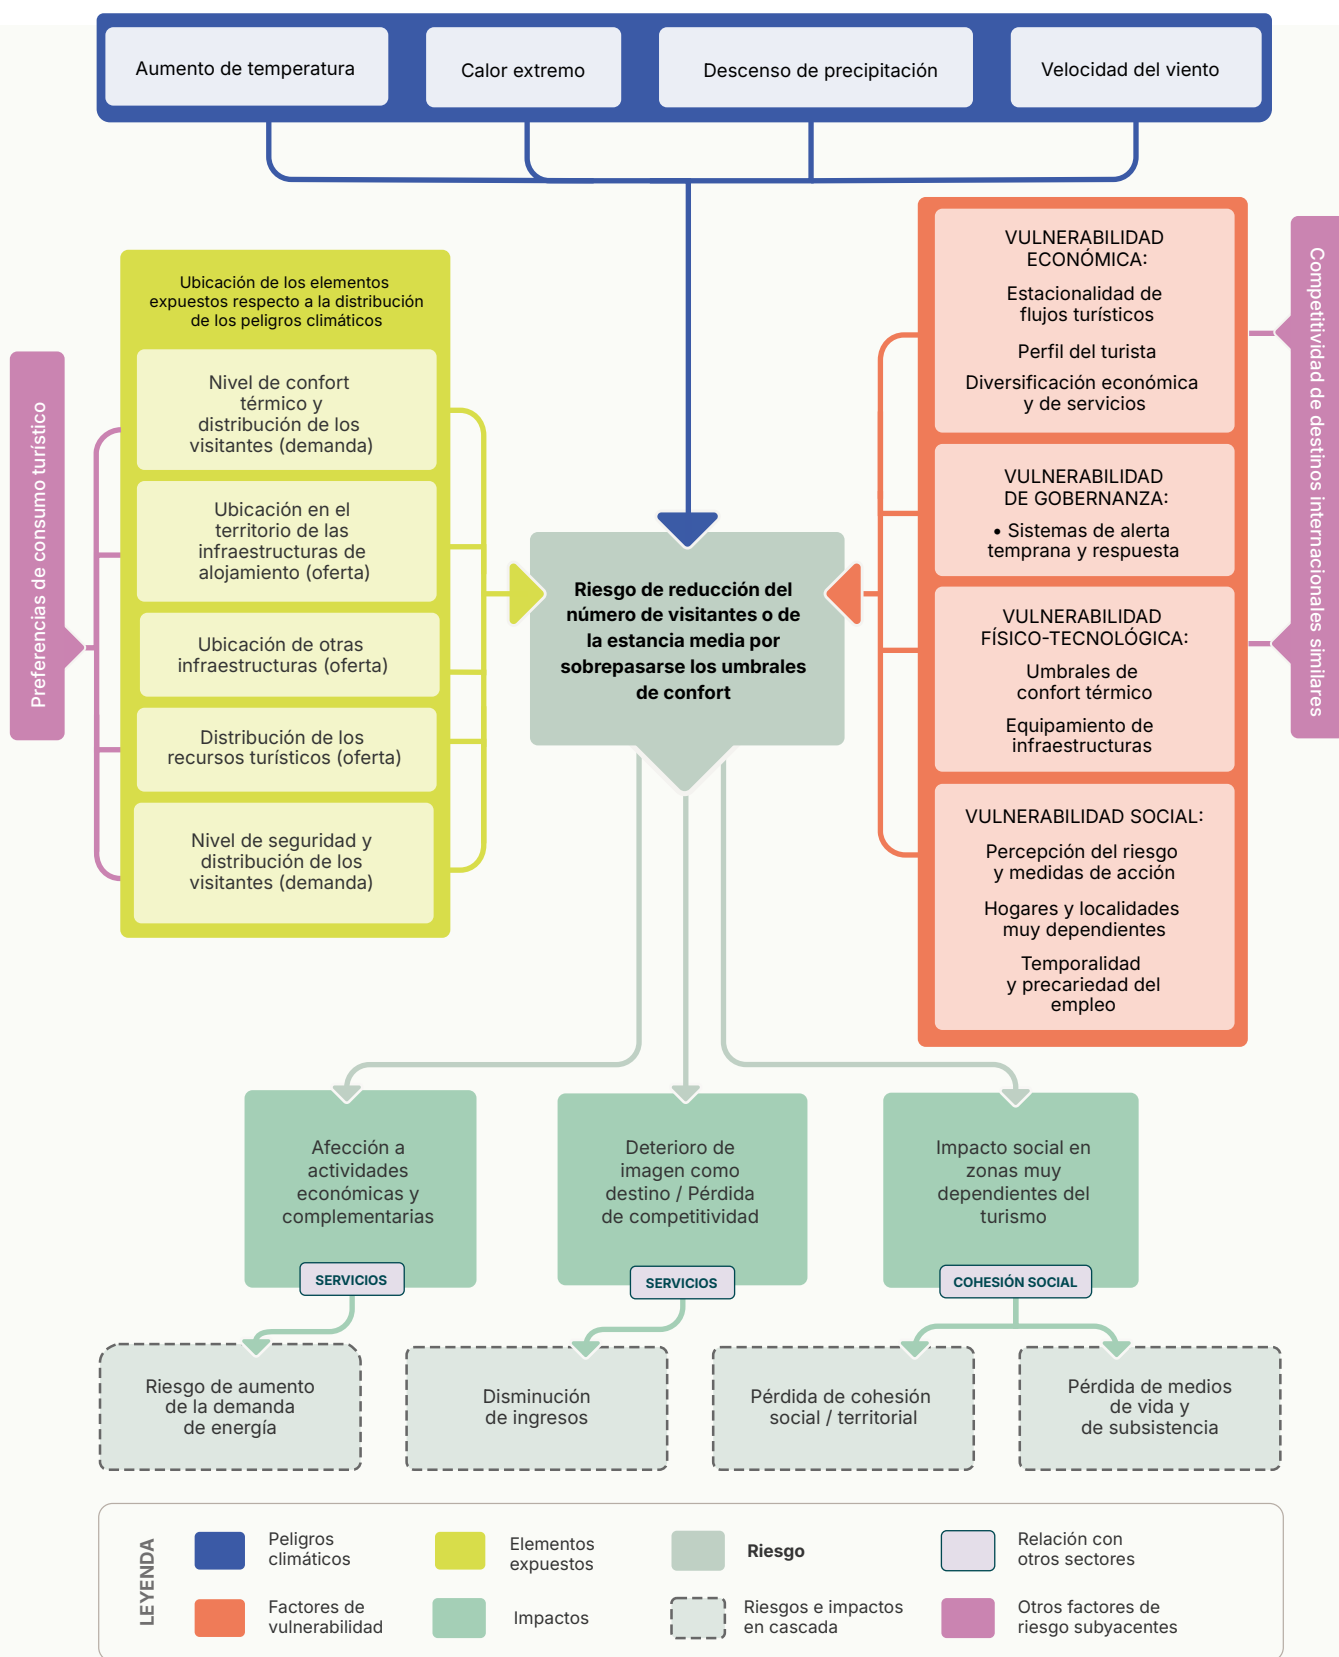 Aumento de temperatura
Calor extremo
Descenso de precipitación
Velocidad del viento
Preferencias de consumo turístico
Ubicación de los elementos
expuestos respecto a la distribución
de los peligros climáticos
Nivel de confort
térmico y
distribución de los
visitantes (demanda)
Ubicación en el
territorio de las
infraestructuras de
alojamiento (oferta)
Ubicación de otras
infraestructuras (oferta)
Distribución de los
recursos turísticos (oferta)
Nivel de seguridad y
distribución de los
visitantes (demanda)
Riesgo de reducción del
número de visitantes o de
la estancia media por
sobrepasarse los umbrales
de confort
VULNERABILIDAD
ECONÓMICA:
Estacionalidad de
flujos turísticos
Perfil del turista
Diversificación económica
y de servicios
VULNERABILIDAD
DE GOBERNANZA:
• Sistemas de alerta
temprana y respuesta
VULNERABILIDAD
FÍSICO-TECNOLÓGICA:
Umbrales de
confort térmico
Equipamiento de
infraestructuras
VULNERABILIDAD SOCIAL:
Percepción del riesgo
y medidas de acción
Hogares y localidades
muy dependientes
Temporalidad
y precariedad del
empleo
Competitividad de destinos internacionales similares
Afección a
actividades
económicas y
complementarias
SERVICIOS
Deterioro de
imagen como
destino / Pérdida
de competitividad
SERVICIOS
Impacto social en
zonas muy
dependientes del
turismo
COHESIÓN SOCIAL
Riesgo de aumento
de la demanda
de energía
Disminución
de ingresos
Pérdida de cohesión
social / territorial
Pérdida de medios
de vida y
de subsistencia
LEYENDA
Peligros
climáticos
Elementos
expuestos
Riesgo
Relación con
otros sectores
Factores de
vulnerabilidad
Impactos
Riesgos e impactos
en cascada
Otros factores de
riesgo subyacentes